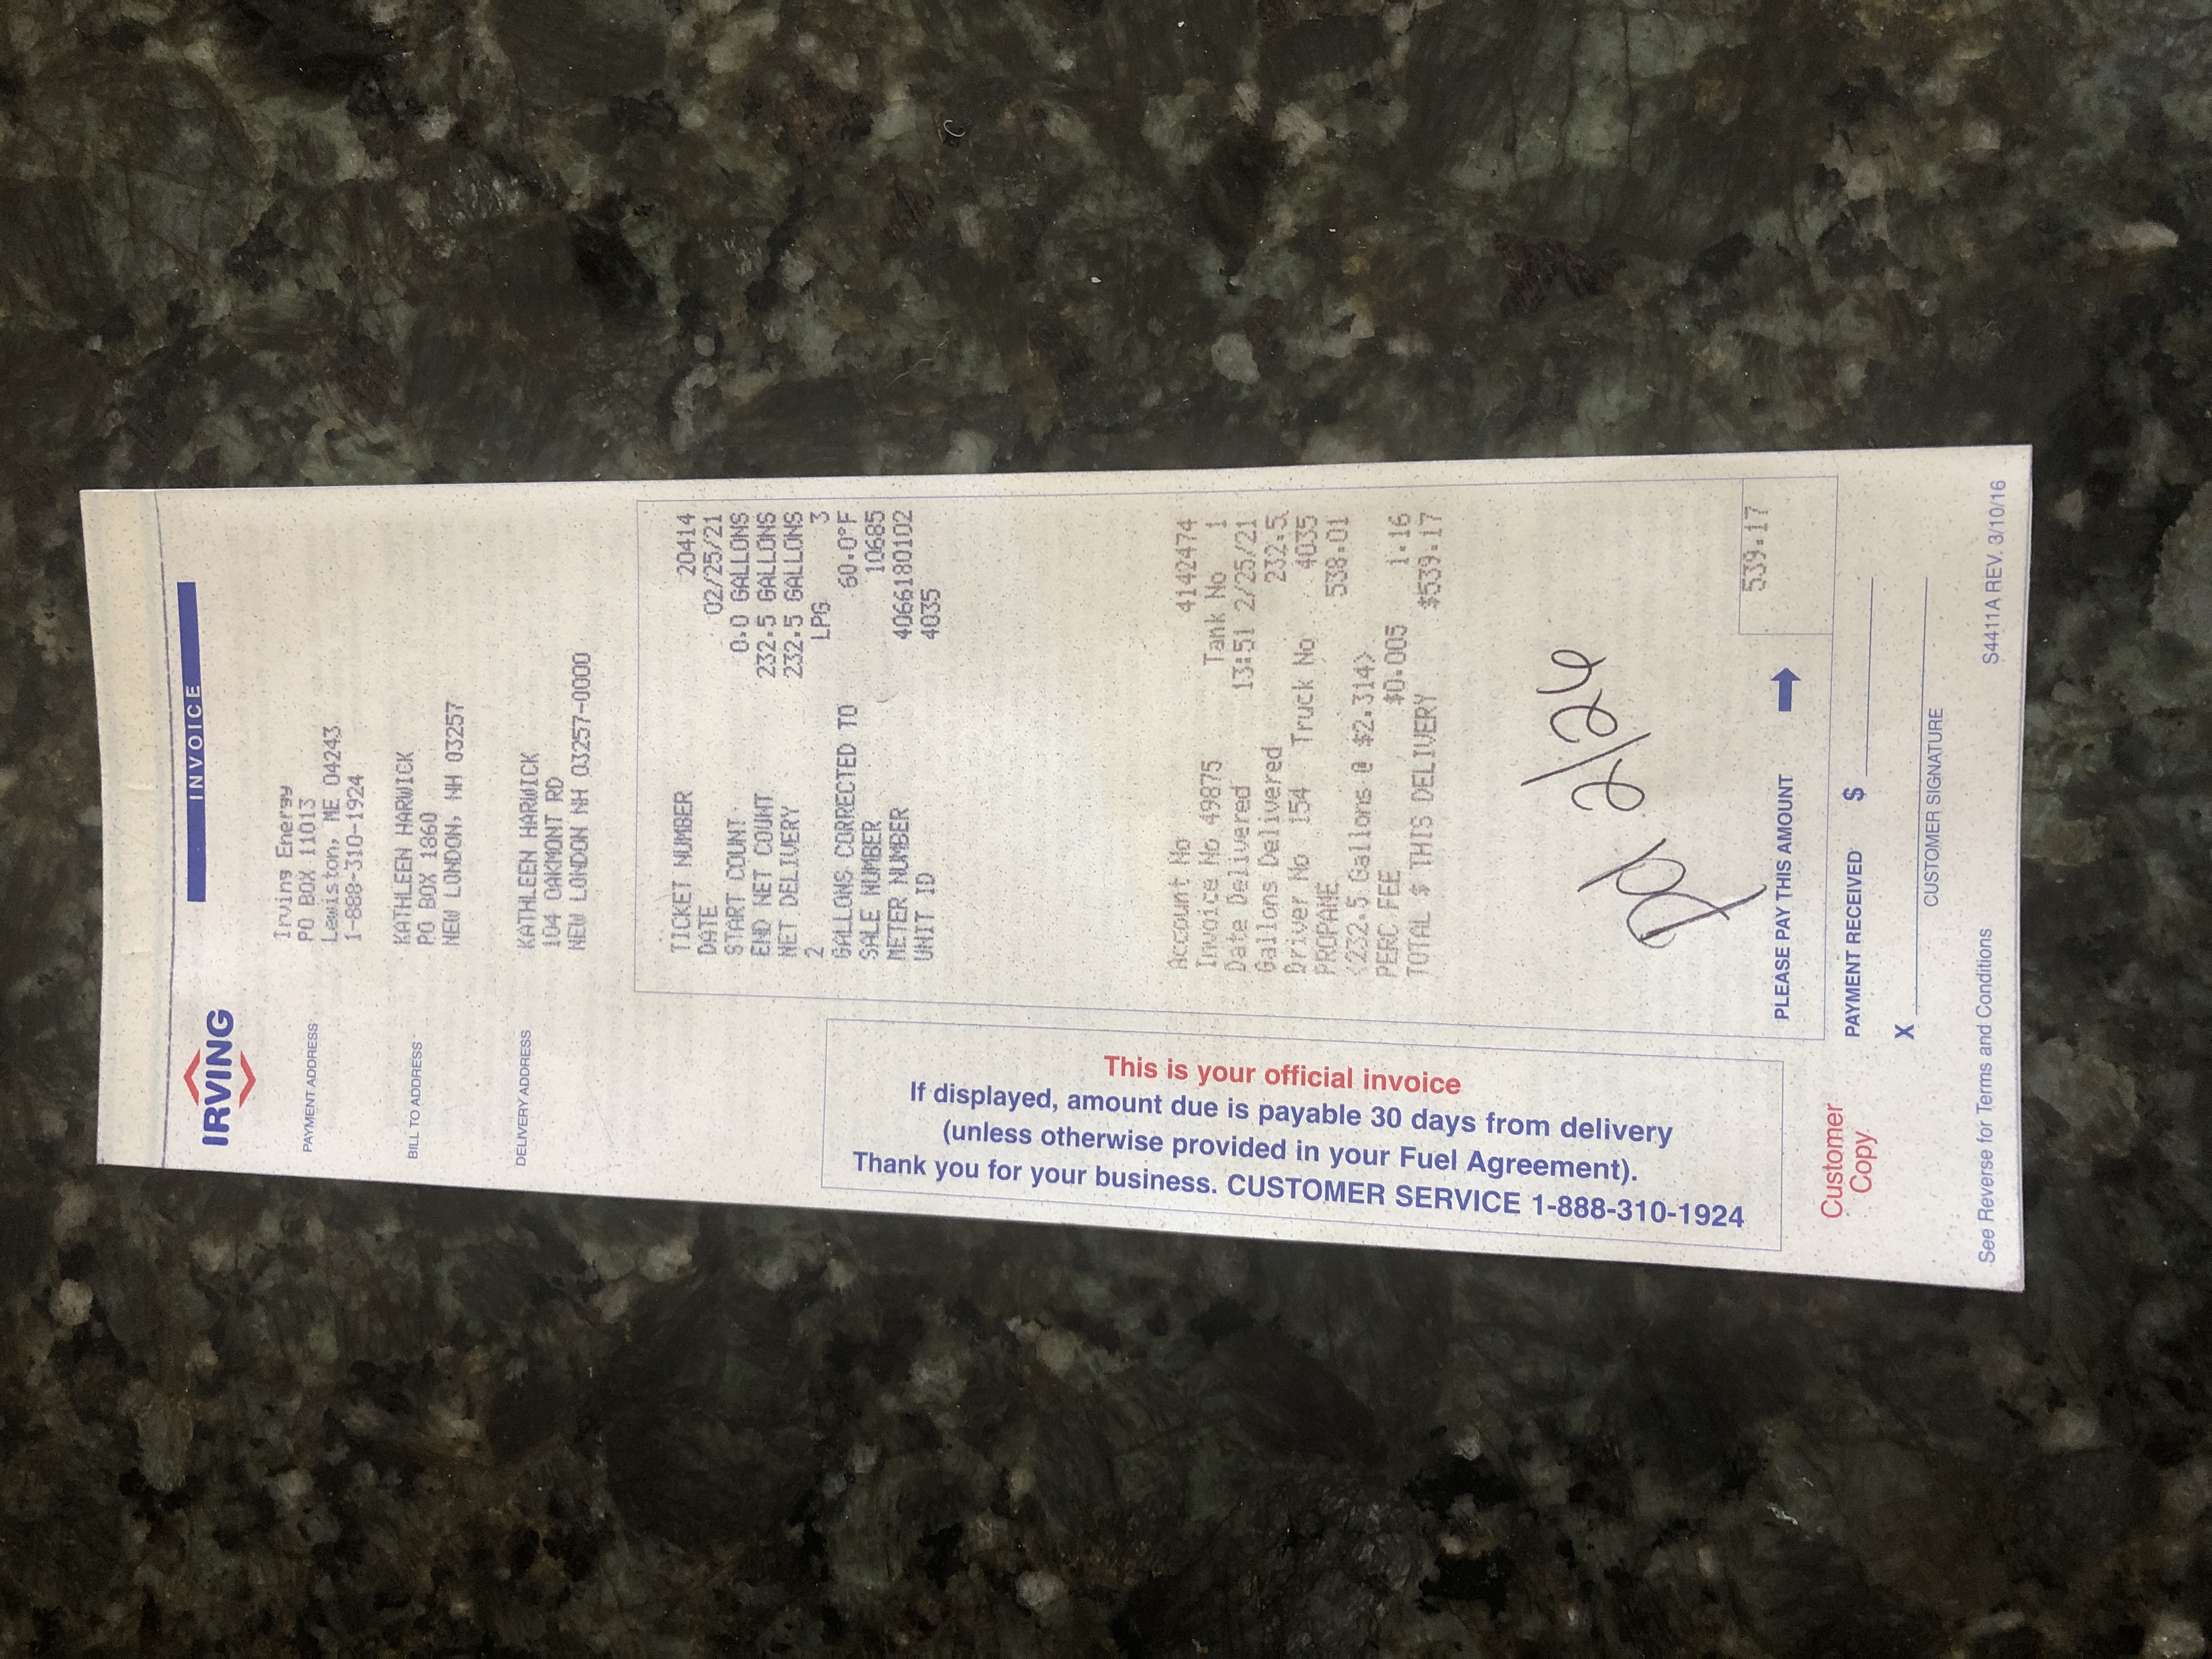 IRVING
INVOICE
PAYMENT ADDRESS
Irving Energy
PO BOX 11013
Lewiston, ME 04243
1-888-310-1924
BILL TO ADDRESS
KATHLEEN HARWICK
PO BOX 1860
NEW LONDON, NH 03257
DELIVERY ADDRESS
KATHLEEN HARWICK
104 OAKMONT RD
NEW LONDON NH 03257-0000
TICKET NUMBER 20414
DATE 02/25/21
START COUNT 0.0 GALLONS
END NET COUNT 232.5 GALLONS
NET DELIVERY 232.5 GALLONS
2 LPG 3
GALLONS CORRECTED TO 60.0°F
SALE NUMBER 10685
METER NUMBER 4066180102
UNIT ID 4035
This is your official invoice
If displayed, amount due is payable 30 days from delivery
(unless otherwise provided in your Fuel Agreement).
Thank you for your business. CUSTOMER SERVICE 1-888-310-1924
Account No 4142474
Invoice No 49875 Tank No 1
Date Delivered 13:51 2/25/21
Gallons Delivered 232.5
Driver No 154 Truck No 4035
PROPANE 538.01
<232.5 Gallons @ $2.314>
PERC FEE $0.005 1.16
TOTAL $ THIS DELIVERY $539.17
pd 2/26
539.17
PLEASE PAY THIS AMOUNT
Customer
Copy
PAYMENT RECEIVED $
X
CUSTOMER SIGNATURE
See Reverse for Terms and Conditions
S4411A REV. 3/10/16